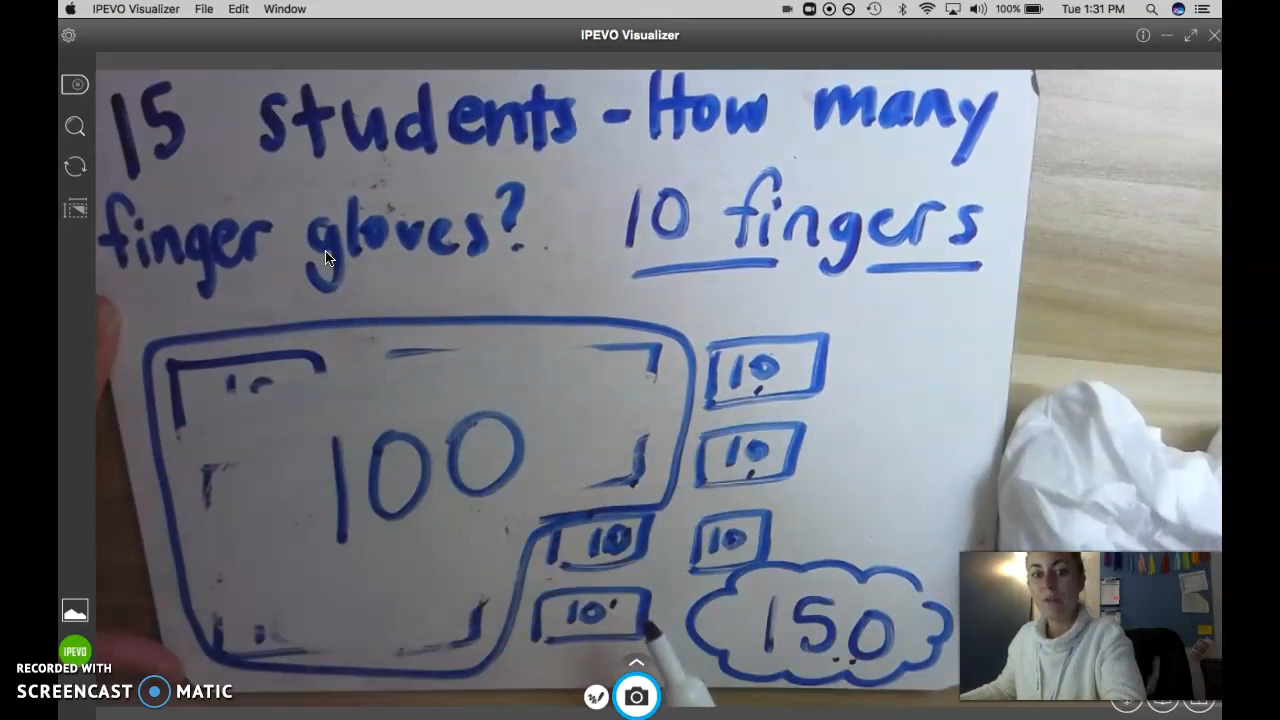 IPEVO Visualizer File Edit Window 100% Tue 1:31 PM
IPEVO Visualizer
15 students - How many
finger gloves? 10 fingers
10 10
100 10
10 10
10 150
IPEVO
RECORDED WITH
SCREENCAST MATIC